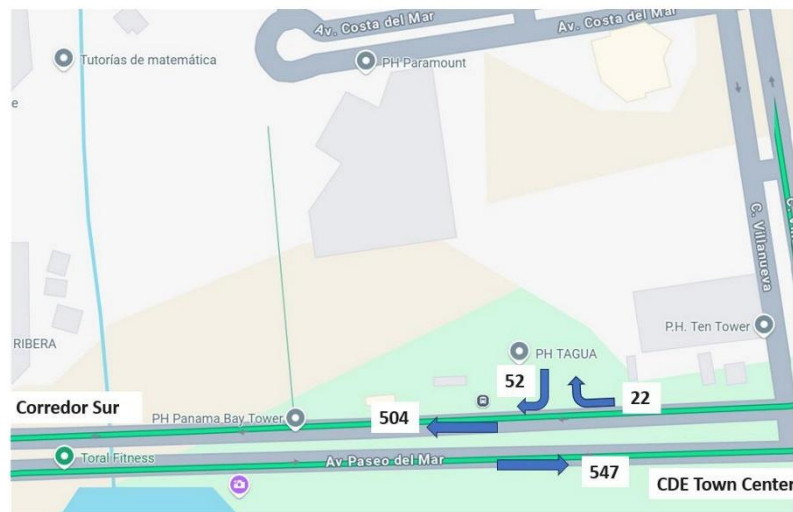 Av. Costa del Mar
Av. Costa del Mar
Tutorías de matemática
PH Paramount
e
C. Villanueva
RIBERA
P.H. Ten Tower
PH TAGUA
52
22
Corredor Sur
PH Panama Bay Tower
504
Toral Fitness
Av Paseo del Mar
547
CDE Town Center